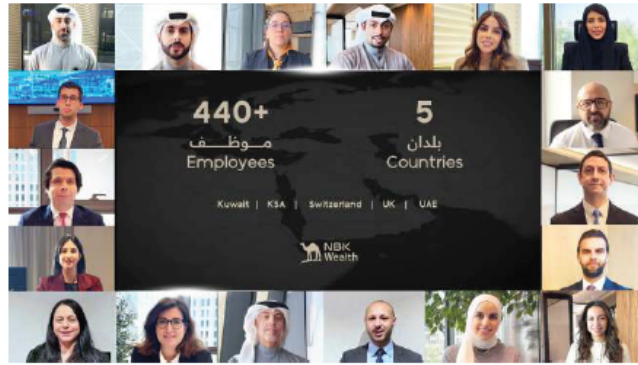 440+
موظف
Employees
5
بلدان
Countries
Kuwait | KSA | Switzerland | UK | UAE
NBK
Wealth